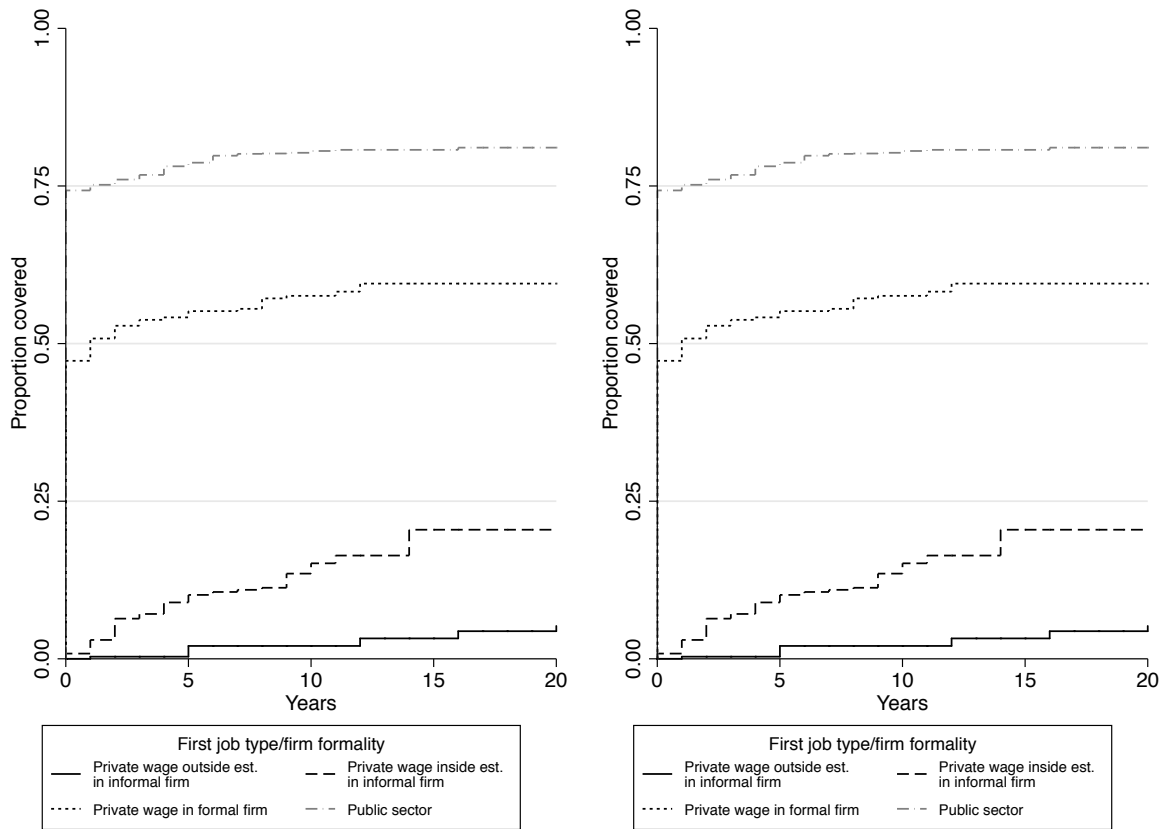 Proportion covered
1.00
0.75
0.50
0.25
0.00
0 5 10 15 20
Years
First job type/firm formality
Private wage outside est.
in informal firm
Private wage inside est.
in informal firm
Private wage in formal firm
Public sector
Proportion covered
1.00
0.75
0.50
0.25
0.00
0 5 10 15 20
Years
First job type/firm formality
Private wage outside est.
in informal firm
Private wage inside est.
in informal firm
Private wage in formal firm
Public sector